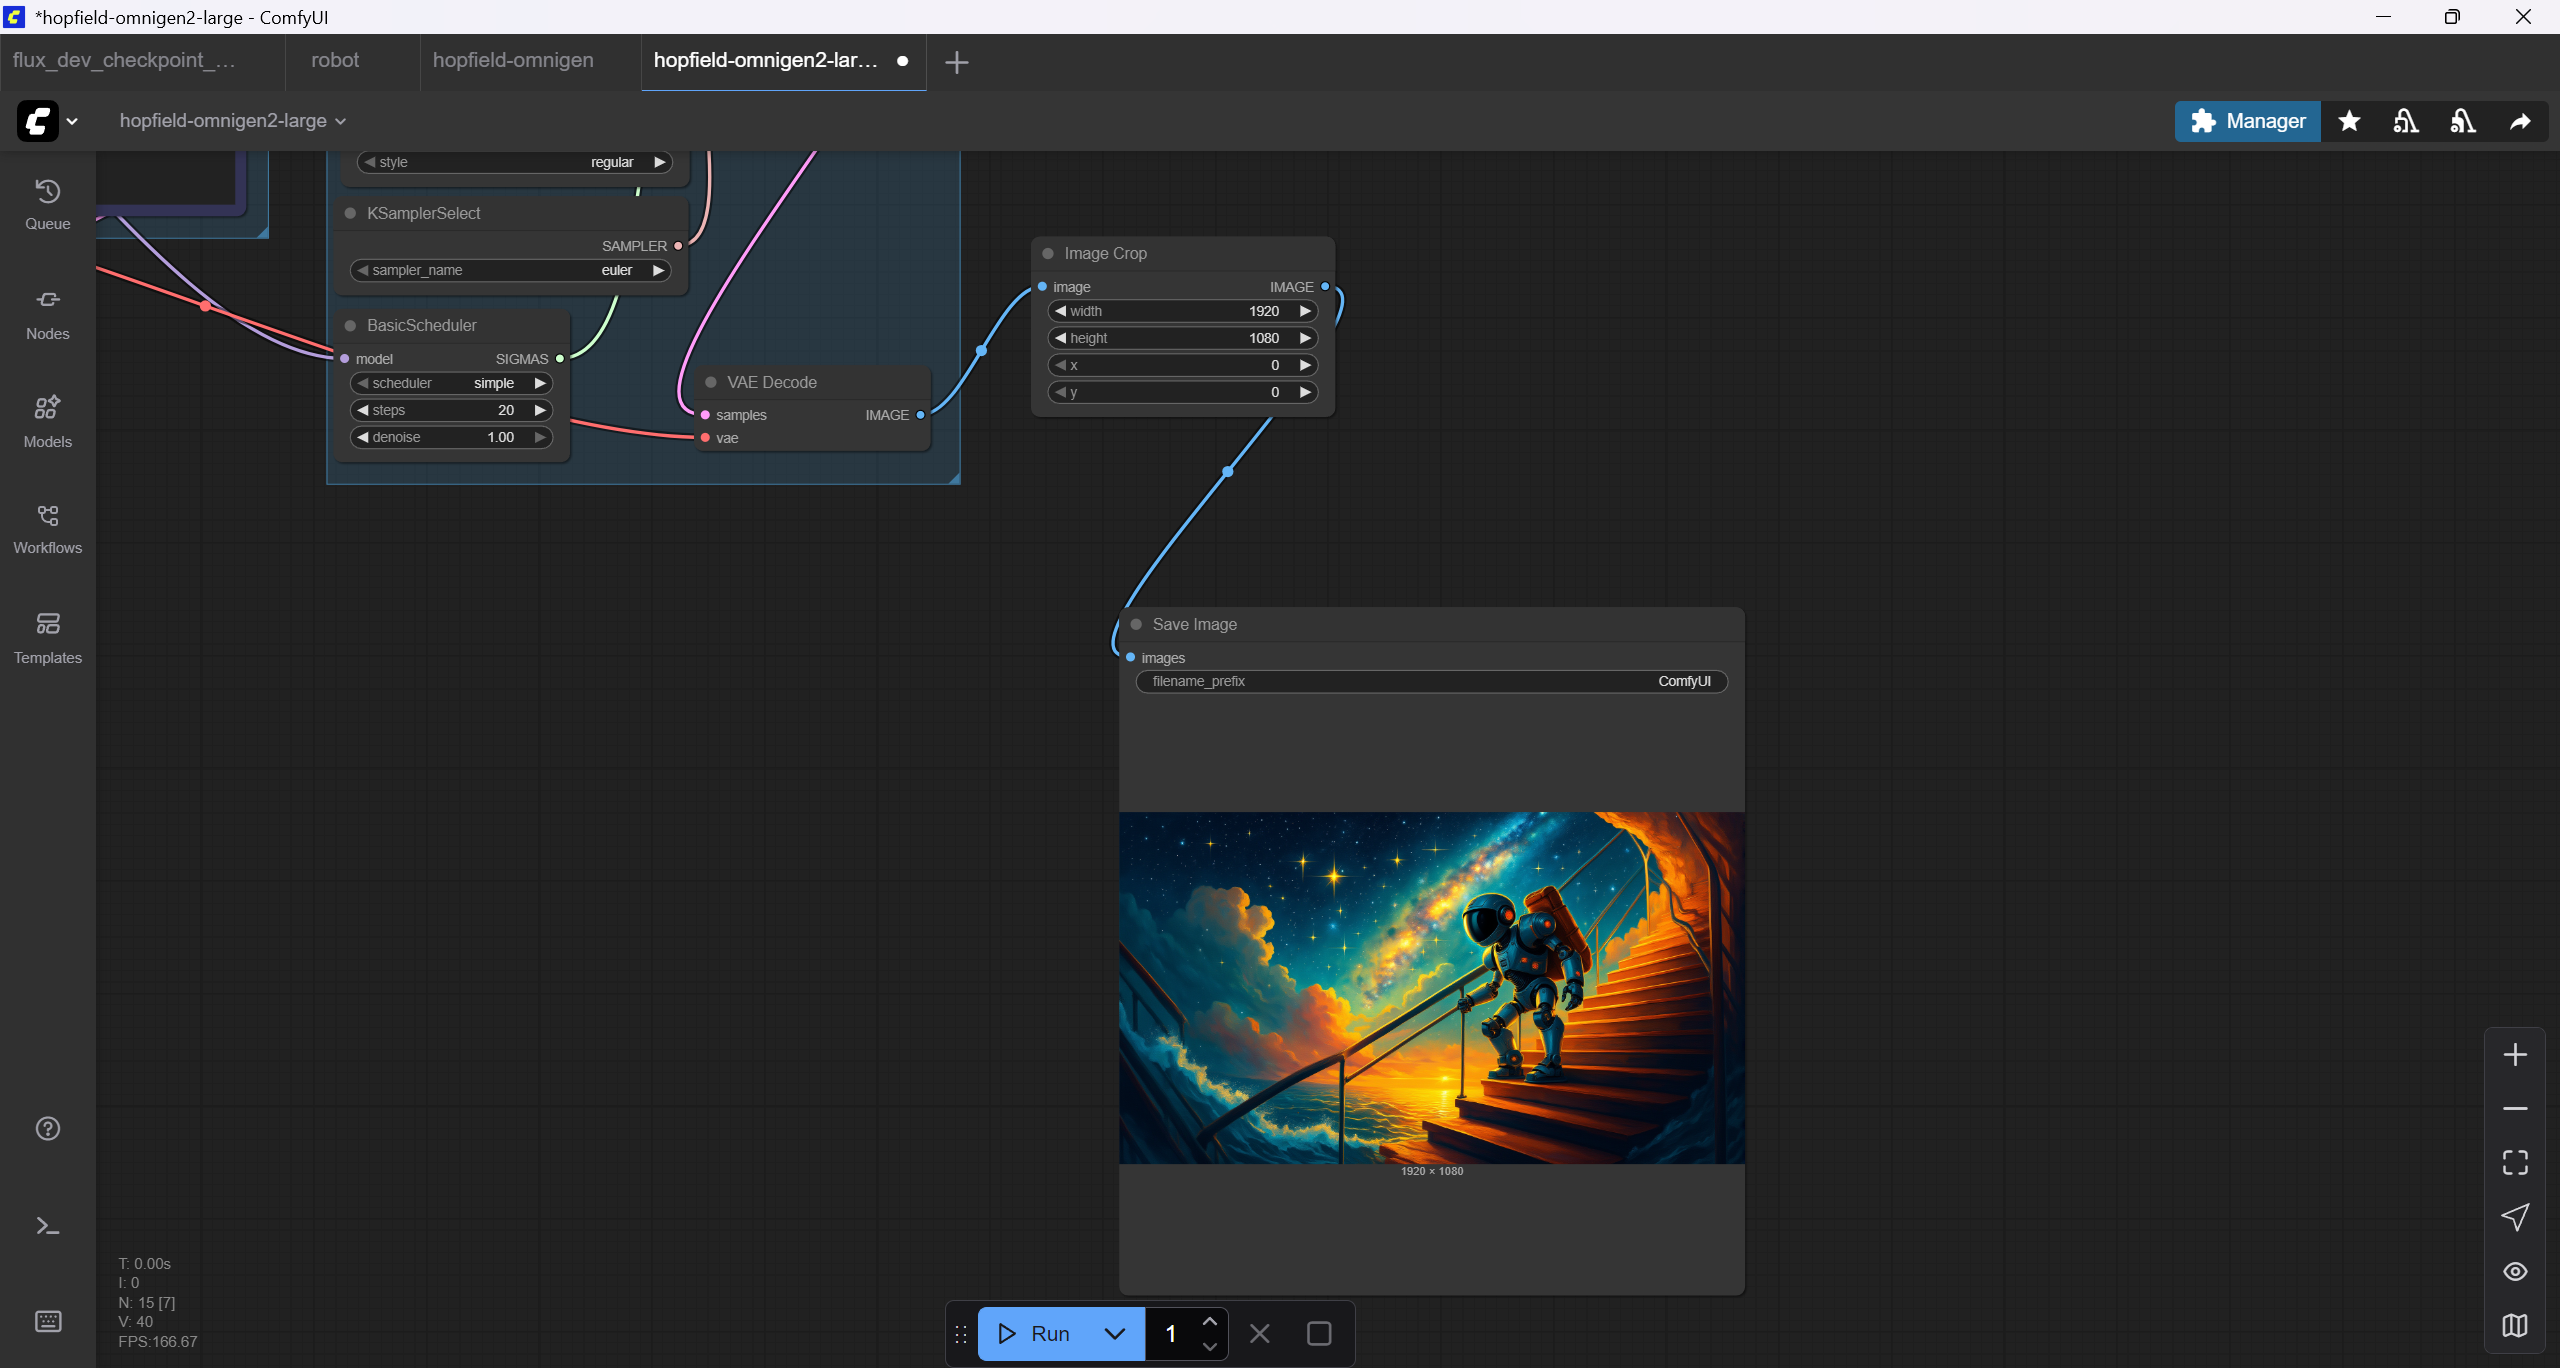 *hopfield-omnigen2-large - ComfyUI
flux_dev_checkpoint_...
robot
hopfield-omnigen
hopfield-omnigen2-lar...
hopfield-omnigen2-large
Manager
Queue
Nodes
Models
Workflows
Templates
style regular
KSamplerSelect
SAMPLER
sampler_name euler
BasicScheduler
model SIGMAS
scheduler simple
steps 20
denoise 1.00
VAE Decode
samples IMAGE
vae
Image Crop
image IMAGE
width 1920
height 1080
x 0
y 0
Save Image
images
filename_prefix ComfyUI
1920 × 1080
T: 0.00s
I: 0
N: 15 [7]
V: 40
FPS:166.67
Run
1